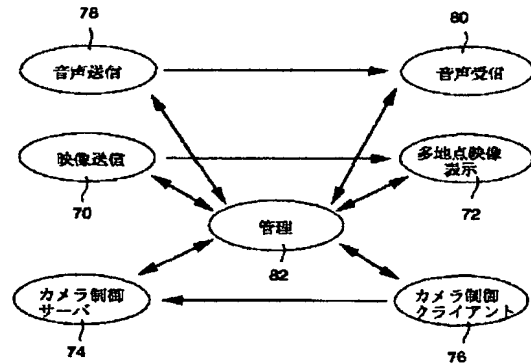 78
80
音声送信
音声受信
映像送信
多地点映像
表示
70
72
管理
82
カメラ制御
サーバ
カメラ制御
クライアント
74
76